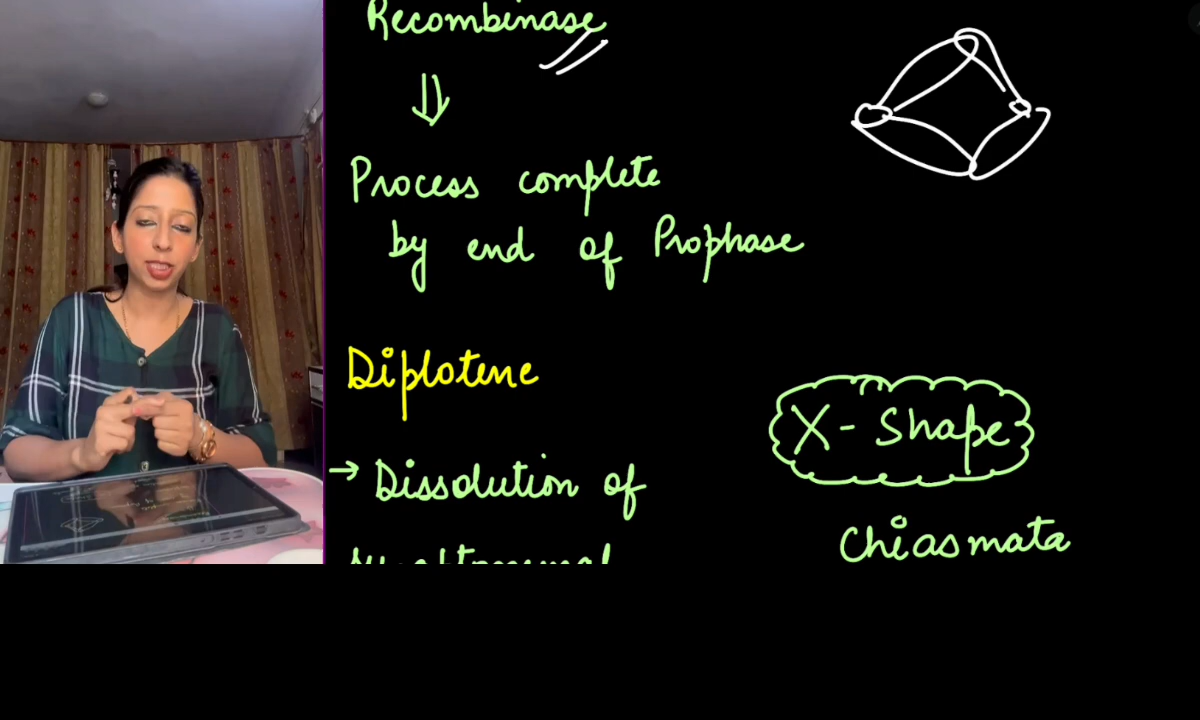 Recombinase
Process complete
by end of Prophase
Diplotene
→ Dissolution of
X - Shape
Chiasmata